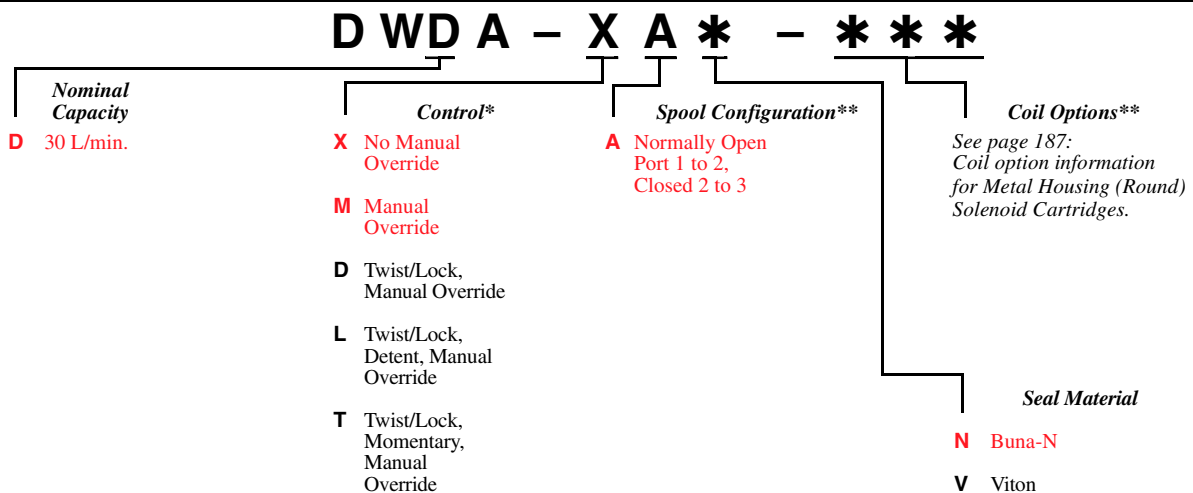 D W D A – X A ✱ – ✱ ✱ ✱
Nominal
Capacity
D 30 L/min.
Control*
X No Manual
Override
M Manual
Override
D Twist/Lock,
Manual Override
L Twist/Lock,
Detent, Manual
Override
T Twist/Lock,
Momentary,
Manual
Override
Spool Configuration**
A Normally Open
Port 1 to 2,
Closed 2 to 3
Coil Options**
See page 187:
Coil option information
for Metal Housing (Round)
Solenoid Cartridges.
Seal Material
N Buna-N
V Viton